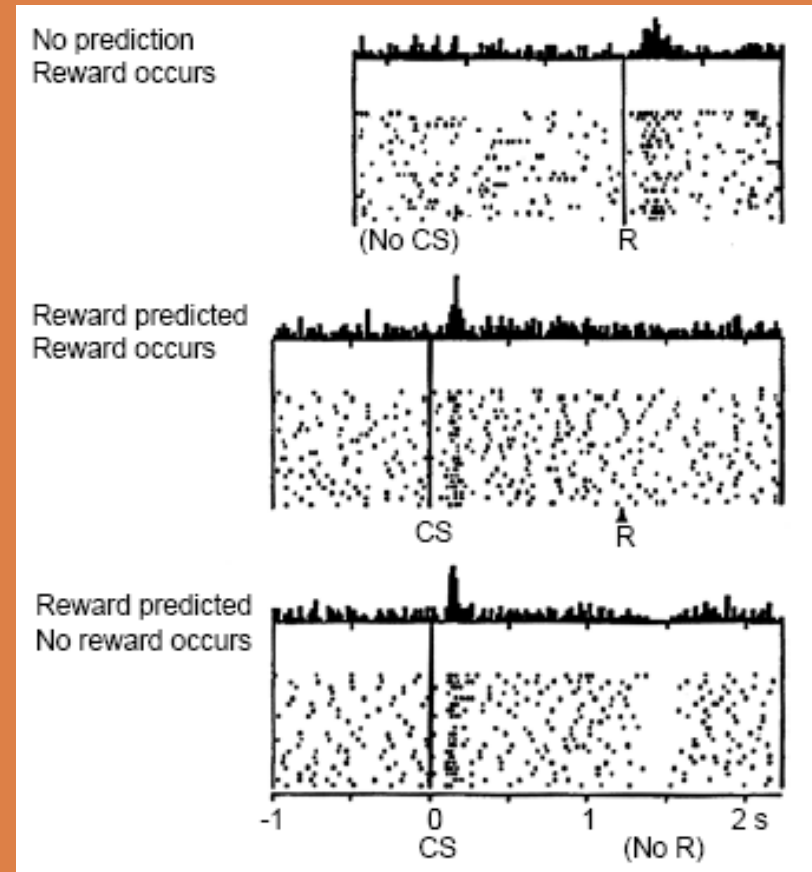 No prediction
Reward occurs
(No CS) R
Reward predicted
Reward occurs
CS R
Reward predicted
No reward occurs
-1 0 1 2 s
CS (No R)